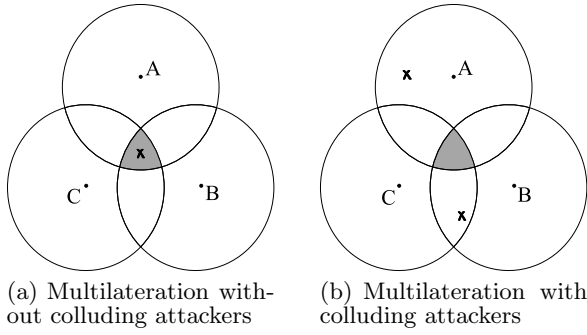 A
x
C
B
(a) Multilateration with-
out colluding attackers
x
A
C
B
x
(b) Multilateration with
colluding attackers